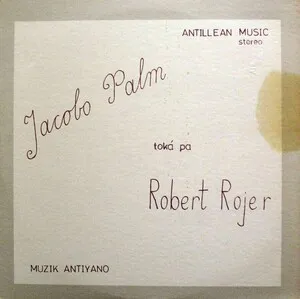 ANTILLEAN MUSIC
stereo
Jacobo Palm
toká pa
Robert Rojer
MUZIK ANTIYANO